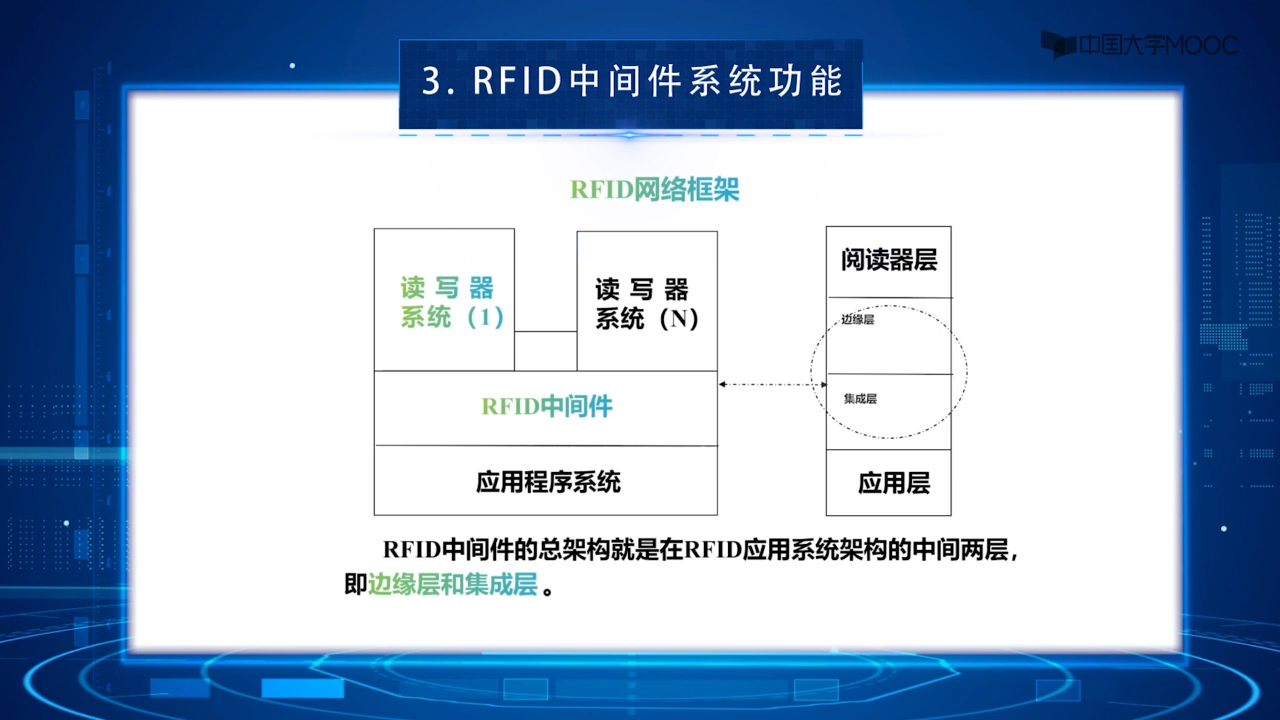 中国大学MOOC
3. RFID中间件系统功能
RFID网络框架
读 写 器
系统（1）
读 写 器
系统（N）
RFID中间件
应用程序系统
阅读器层
边缘层
集成层
应用层
RFID中间件的总架构就是在RFID应用系统架构的中间两层，
即边缘层和集成层。